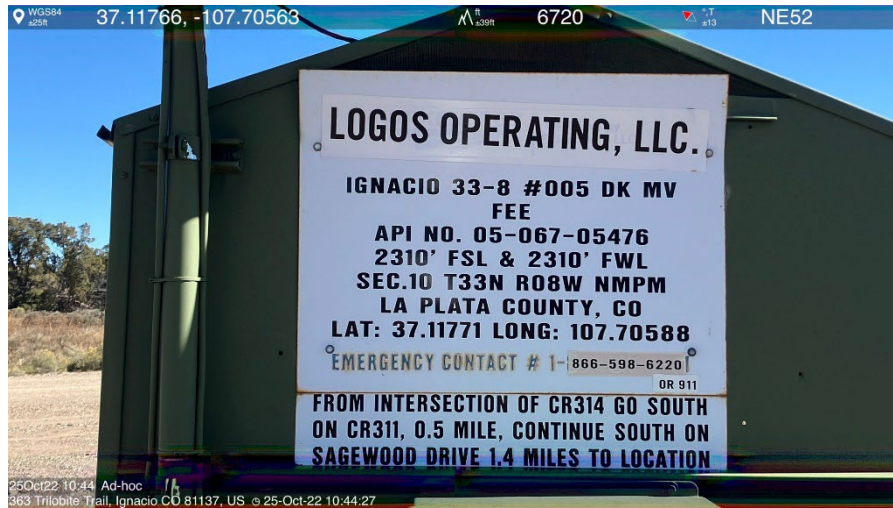 WGS84
±25ft
37.11766, -107.70563
ft
±39ft
6720
°,T
±13
NE52
LOGOS OPERATING, LLC.
IGNACIO 33-8 #005 DK MV
FEE
API NO. 05-067-05476
2310' FSL & 2310' FWL
SEC.10 T33N R08W NMPM
LA PLATA COUNTY, CO
LAT: 37.11771 LONG: 107.70588
EMERGENCY CONTACT # 1- 866-598-6220
OR 911
FROM INTERSECTION OF CR314 GO SOUTH
ON CR311, 0.5 MILE, CONTINUE SOUTH ON
SAGEWOOD DRIVE 1.4 MILES TO LOCATION
25Oct22 10:44 Ad-hoc
363 Trilobite Trail, Ignacio CO 81137, US 25-Oct-22 10:44:27